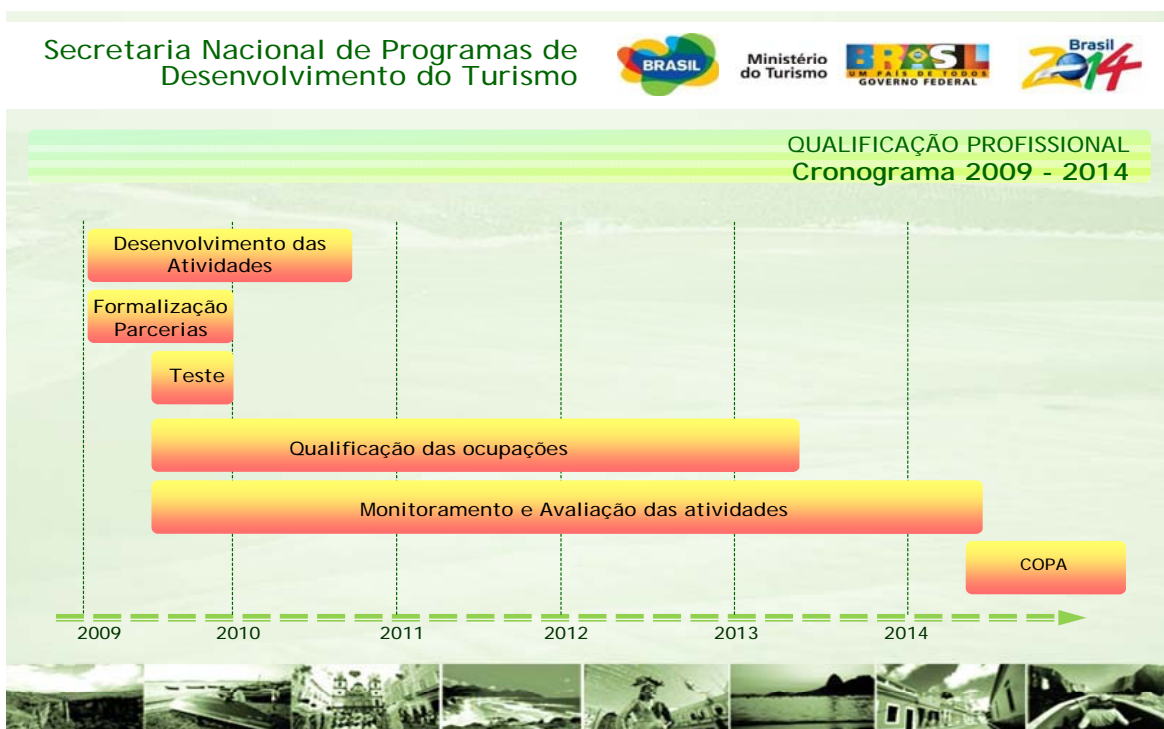 Secretaria Nacional de Programas de
Desenvolvimento do Turismo
BRASIL
Ministério
do Turismo
BRASIL
UM PAÍS DE TODOS
GOVERNO FEDERAL
Brasil
2014
QUALIFICAÇÃO PROFISSIONAL
Cronograma 2009 - 2014
Desenvolvimento das
Atividades
Formalização
Parcerias
Teste
Qualificação das ocupações
Monitoramento e Avaliação das atividades
COPA
2009 2010 2011 2012 2013 2014